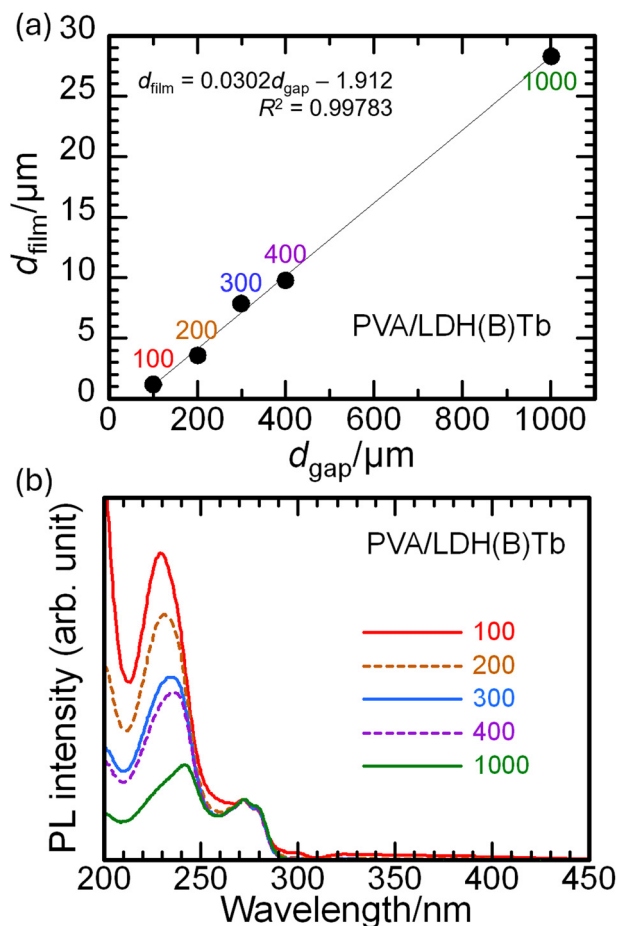 (a)
30
25
20
15
10
5
0
d_film/μm
d_film = 0.0302d_gap – 1.912
R² = 0.99783
1000
400
300
200
100
PVA/LDH(B)Tb
0 200 400 600 800 1000
d_gap/μm
(b)
PL intensity (arb. unit)
PVA/LDH(B)Tb
100
200
300
400
1000
200 250 300 350 400 450
Wavelength/nm